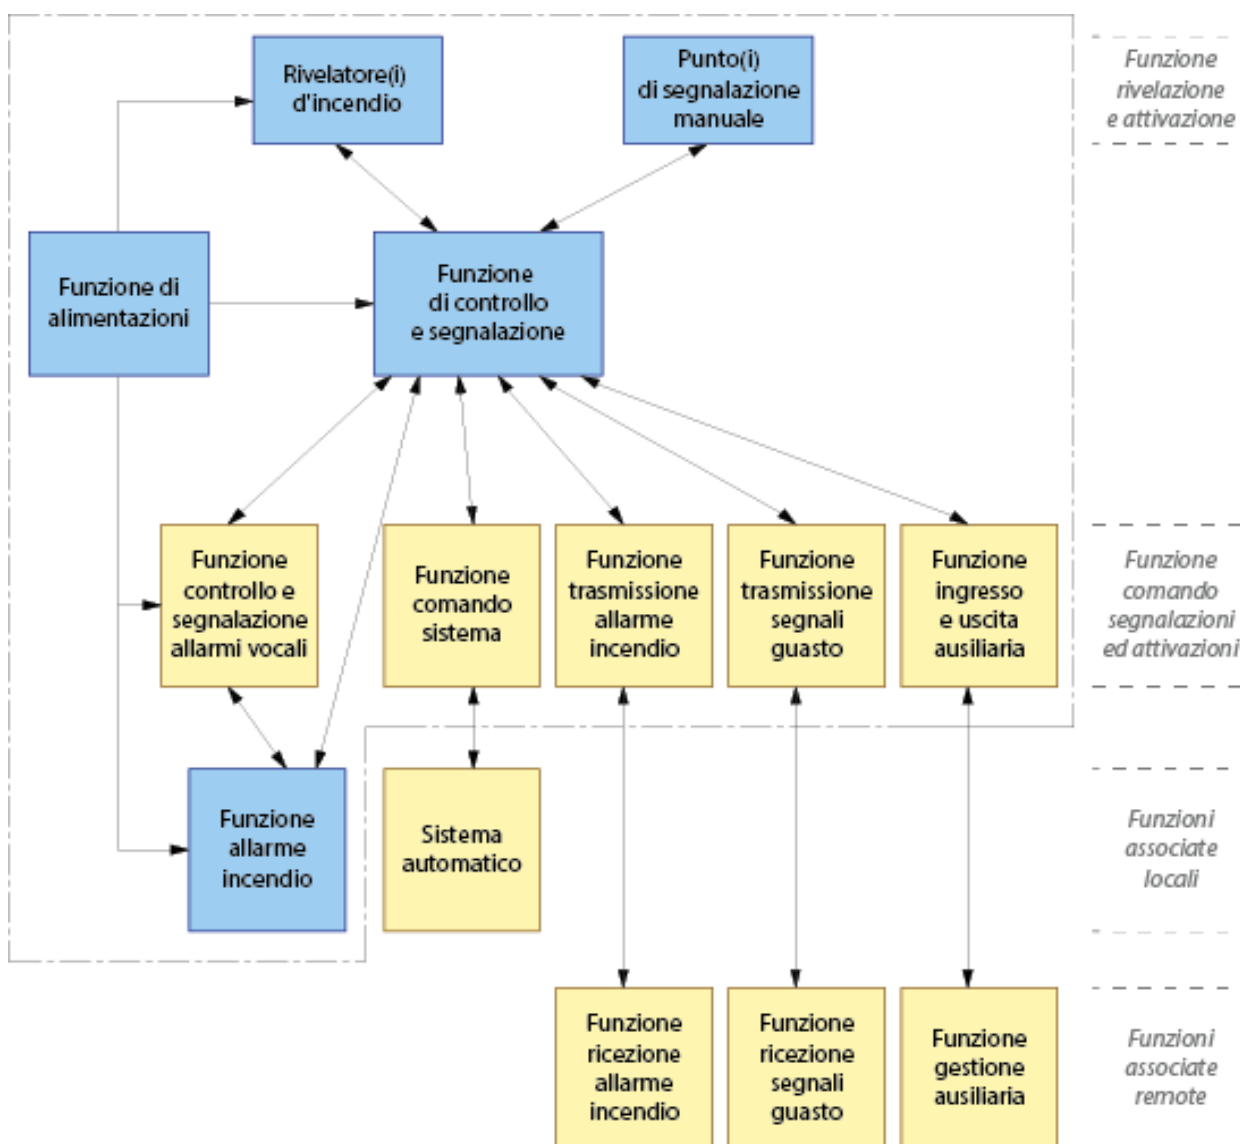 Rivelatore(i)
d'incendio
Punto(i)
di segnalazione
manuale
Funzione
rivelazione
e attivazione
Funzione di
alimentazioni
Funzione
di controllo
e segnalazione
Funzione
controllo e
segnalazione
allarmi vocali
Funzione
comando
sistema
Funzione
trasmissione
allarme
incendio
Funzione
trasmissione
segnali
guasto
Funzione
ingresso
e uscita
ausiliaria
Funzione
comando
segnalazioni
ed attivazioni
Funzione
allarme
incendio
Sistema
automatico
Funzioni
associate
locali
Funzione
ricezione
allarme
incendio
Funzione
ricezione
segnali
guasto
Funzione
gestione
ausiliaria
Funzioni
associate
remote